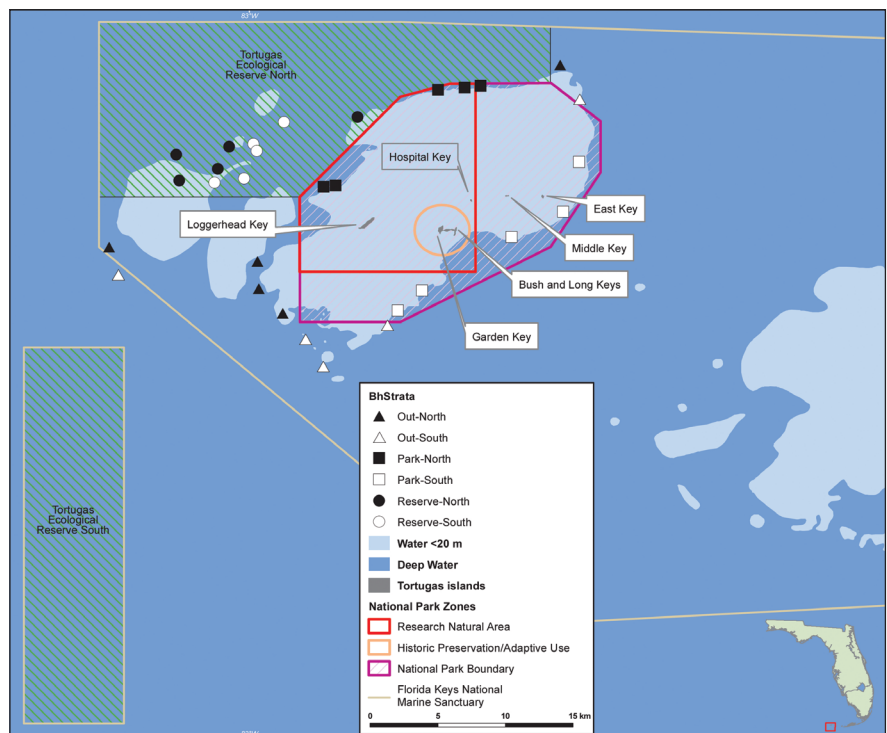 83°W
Tortugas
Ecological
Reserve North
Hospital Key
Loggerhead Key
East Key
Middle Key
Bush and Long Keys
Garden Key
Tortugas
Ecological
Reserve South
BhStrata
Out-North
Out-South
Park-North
Park-South
Reserve-North
Reserve-South
Water <20 m
Deep Water
Tortugas islands
National Park Zones
Research Natural Area
Historic Preservation/Adaptive Use
National Park Boundary
Florida Keys National
Marine Sanctuary
0 5 10 15 km